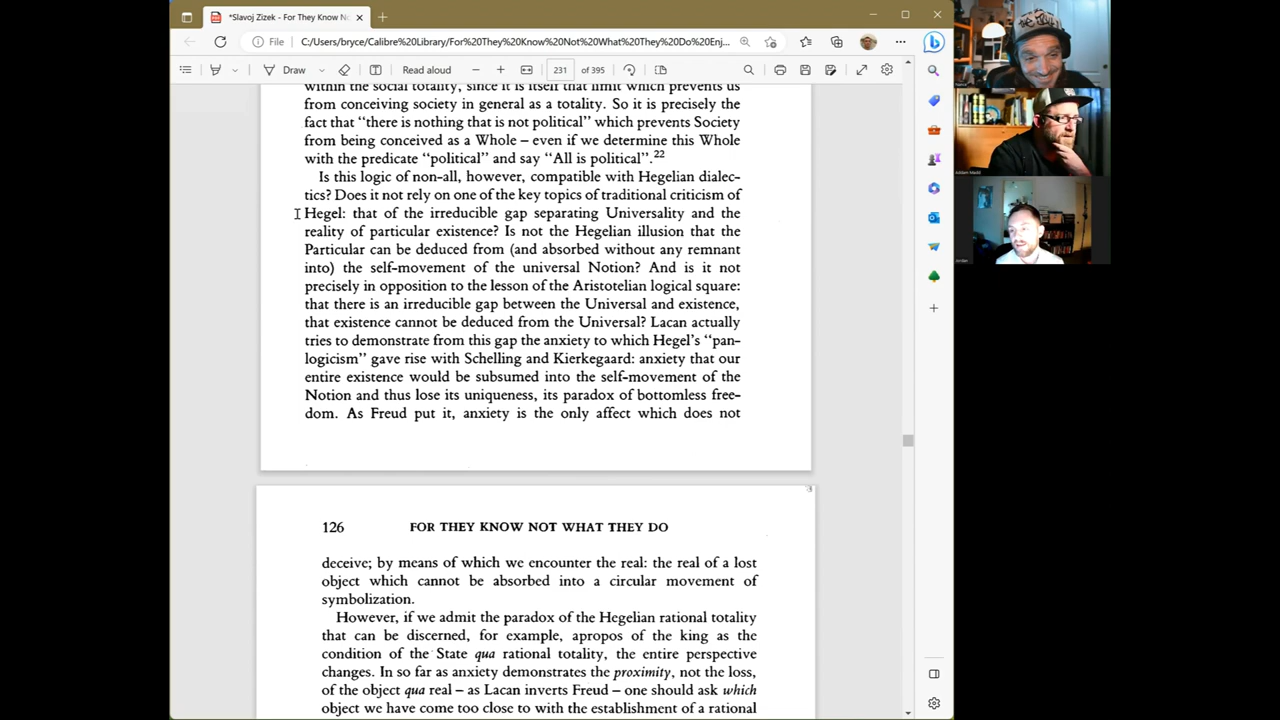 *Slavoj Zizek - For They Know No
File
C:/Users/bryce/Calibre%20Library/For%20They%20Know%20Not%20What%20They%20Do%20Enj...
Draw
Read aloud
231
of 395
within the social totality, since it is itself that limit which prevents us
from conceiving society in general as a totality. So it is precisely the
fact that “there is nothing that is not political” which prevents Society
from being conceived as a Whole – even if we determine this Whole
with the predicate “political” and say “All is political”.22
Is this logic of non-all, however, compatible with Hegelian dialec-
tics? Does it not rely on one of the key topics of traditional criticism of
Hegel: that of the irreducible gap separating Universality and the
reality of particular existence? Is not the Hegelian illusion that the
Particular can be deduced from (and absorbed without any remnant
into) the self-movement of the universal Notion? And is it not
precisely in opposition to the lesson of the Aristotelian logical square:
that there is an irreducible gap between the Universal and existence,
that existence cannot be deduced from the Universal? Lacan actually
tries to demonstrate from this gap the anxiety to which Hegel’s “pan-
logicism” gave rise with Schelling and Kierkegaard: anxiety that our
entire existence would be subsumed into the self-movement of the
Notion and thus lose its uniqueness, its paradox of bottomless free-
dom. As Freud put it, anxiety is the only affect which does not
126
FOR THEY KNOW NOT WHAT THEY DO
deceive; by means of which we encounter the real: the real of a lost
object which cannot be absorbed into a circular movement of
symbolization.
However, if we admit the paradox of the Hegelian rational totality
that can be discerned, for example, apropos of the king as the
condition of the State qua rational totality, the entire perspective
changes. In so far as anxiety demonstrates the proximity, not the loss,
of the object qua real – as Lacan inverts Freud – one should ask which
object we have come too close to with the establishment of a rational
Jordan